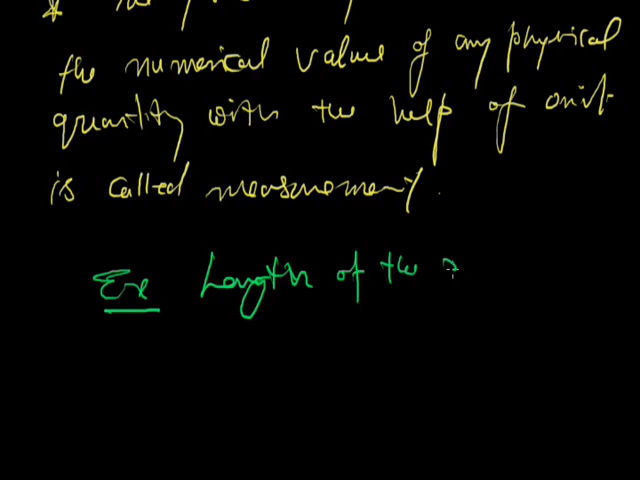 the numerical value of any physical
quantity with the help of unit
is called measurement.
Ex Length of the